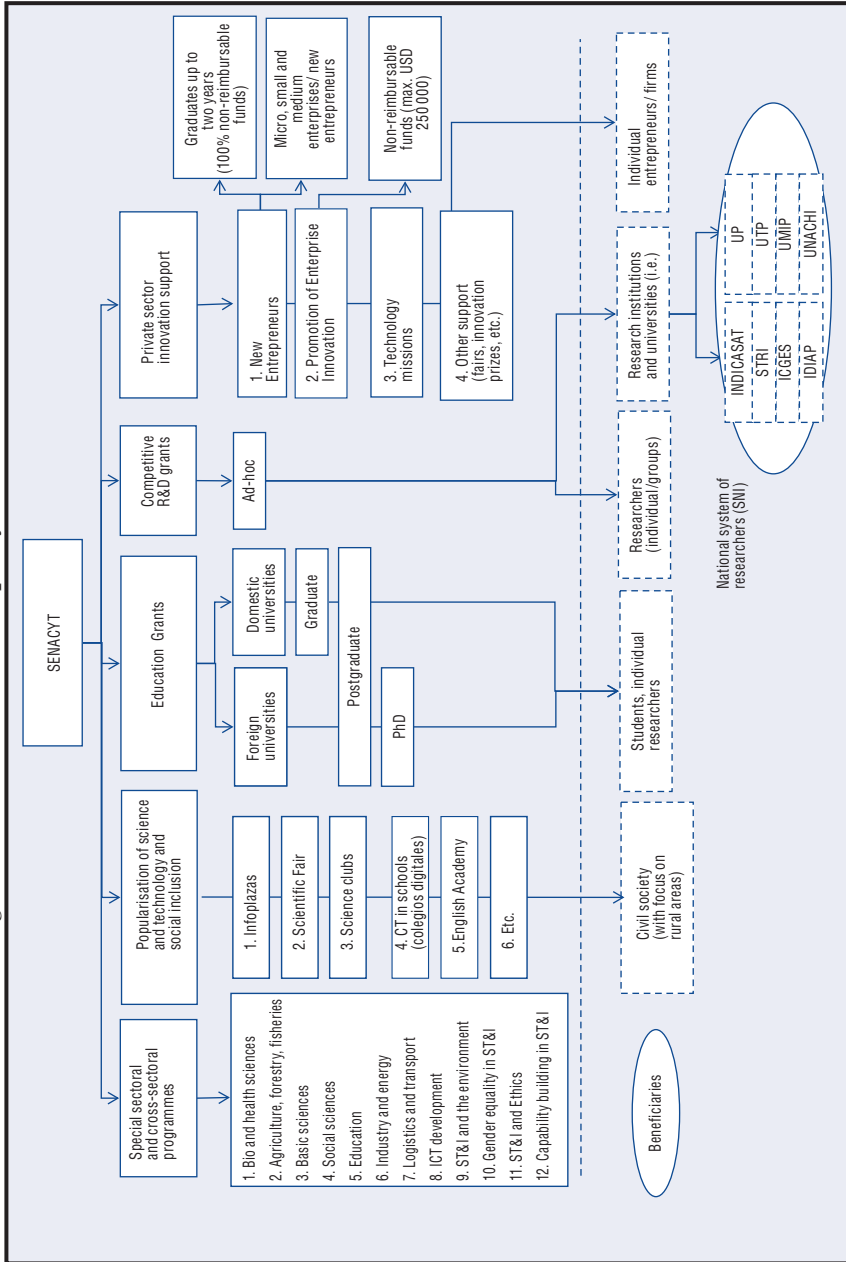 SENACYT
Special sectoral
and cross-sectoral
programmes
Popularisation of science
and technology and
social inclusion
Education Grants
Competitive
R&D grants
Private sector
innovation support
1. Bio and health sciences
2. Agriculture, forestry, fisheries
3. Basic sciences
4. Social sciences
5. Education
6. Industry and energy
7. Logistics and transport
8. ICT development
9. ST&I and the environment
10. Gender equality in ST&I
11. ST&I and Ethics
12. Capability building in ST&I
1. Infoplazas
2. Scientific Fair
3. Science clubs
4. CT in schools
(colegios digitales)
5.English Academy
6. Etc.
Foreign
universities
Domestic
universities
Graduate
Postgraduate
PhD
Ad-hoc
1. New
Entrepreneurs
2. Promotion of Enterprise
Innovation
3. Technology
missions
4. Other support
(fairs, innovation
prizes, etc.)
Graduates up to
two years
(100% non-reimbursable
funds)
Micro, small and
medium
enterprises/ new
entrepreneurs
Non-reimbursable
funds (max. USD
250 000)
Beneficiaries
Civil society
(with focus on
rural areas)
Students, individual
researchers
Researchers
(individual/groups)
Research institutions
and universities (i.e.)
Individual
entrepreneurs/ firms
National system of
researchers (SNI)
INDICASAT
UP
STRI
UTP
ICGES
UMIP
IDIAP
UNACHI